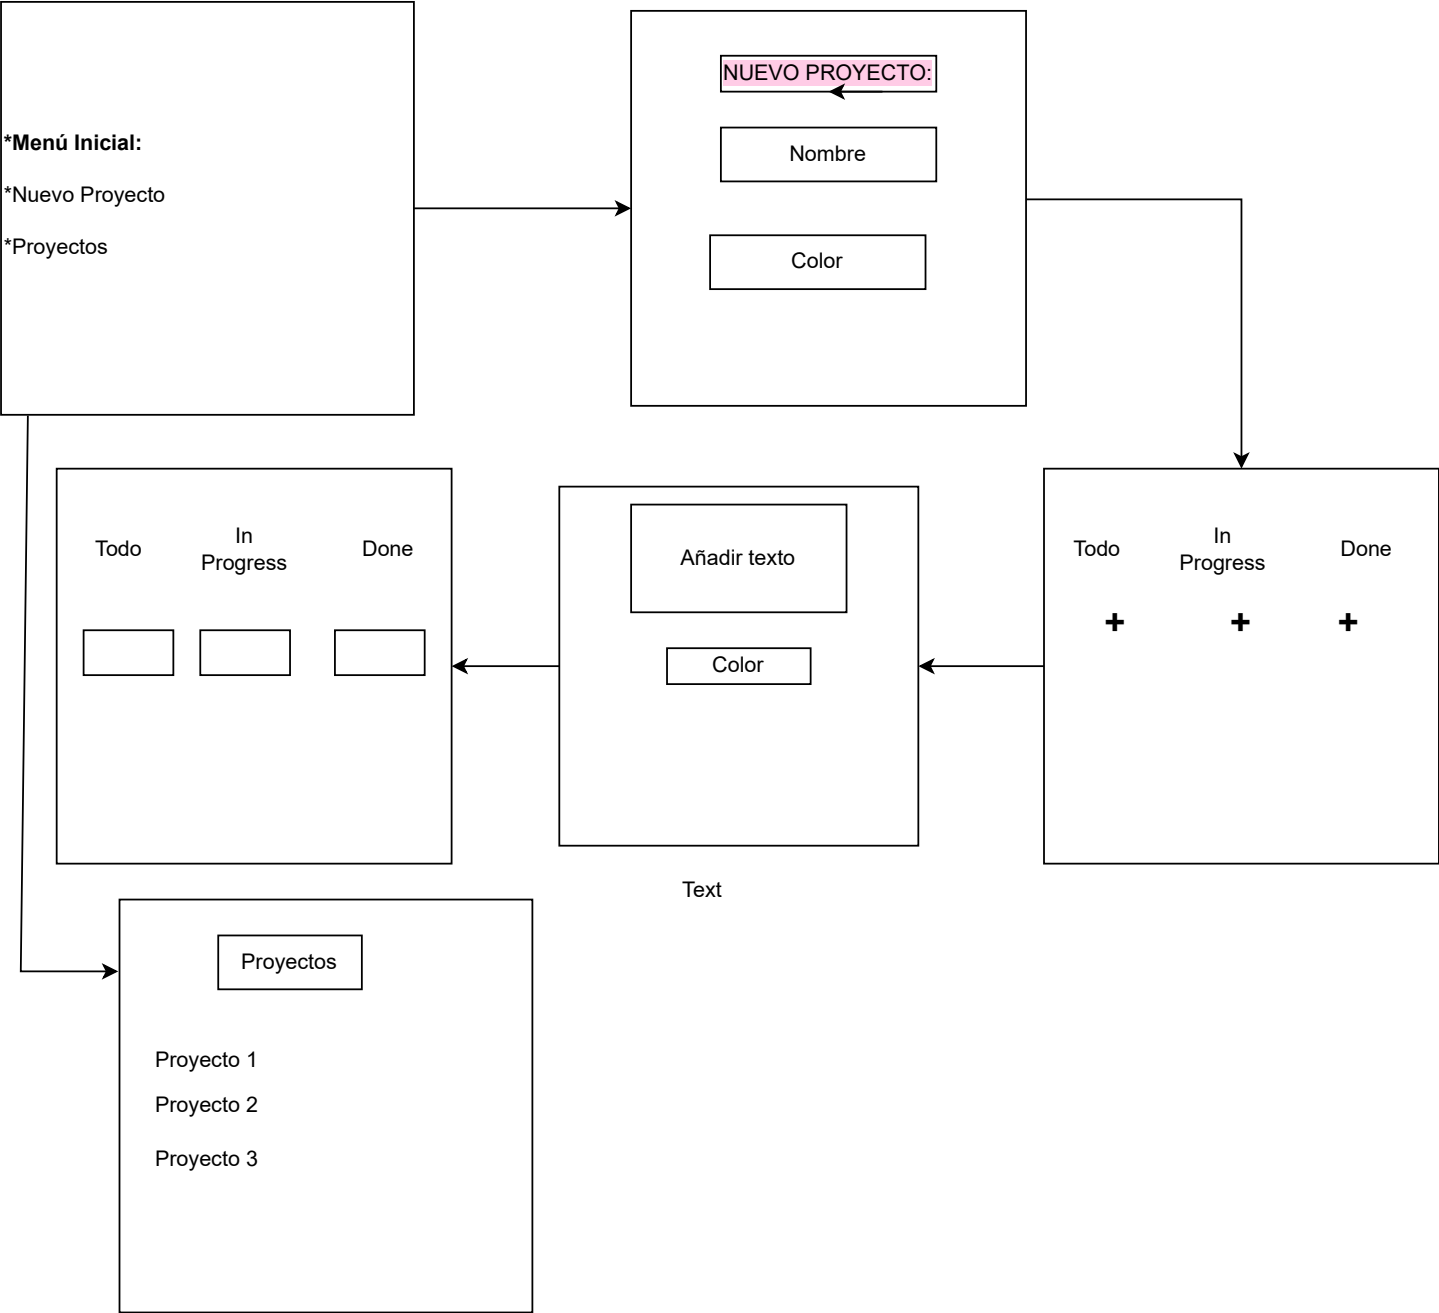 *Menú Inicial:
*Nuevo Proyecto
*Proyectos
NUEVO PROYECTO:
Nombre
Color
Todo
In
Progress
Done
+ + +
Añadir texto
Color
Todo
In
Progress
Done
Text
Proyectos
Proyecto 1
Proyecto 2
Proyecto 3